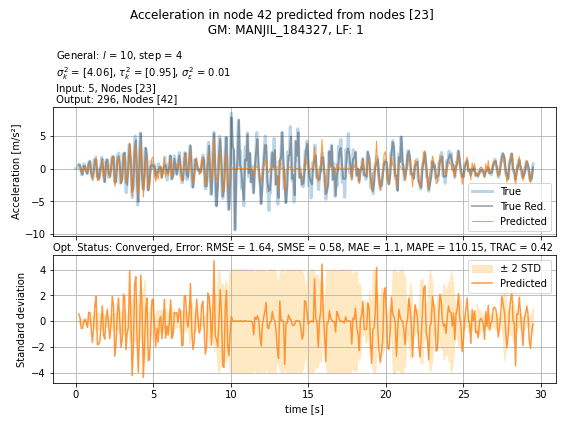 Acceleration in node 42 predicted from nodes [23]
GM: MANJIL_184327, LF: 1
General: l = 10, step = 4
σ²ₖ = [4.06], τ²ₖ = [0.95], σ²ε = 0.01
Input: 5, Nodes [23]
Output: 296, Nodes [42]
Acceleration [m/s²]
5
0
−5
−10
True
True Red.
Predicted
Opt. Status: Converged, Error: RMSE = 1.64, SMSE = 0.58, MAE = 1.1, MAPE = 110.15, TRAC = 0.42
Standard deviation
4
2
0
−2
−4
± 2 STD
Predicted
0 5 10 15 20 25 30
time [s]